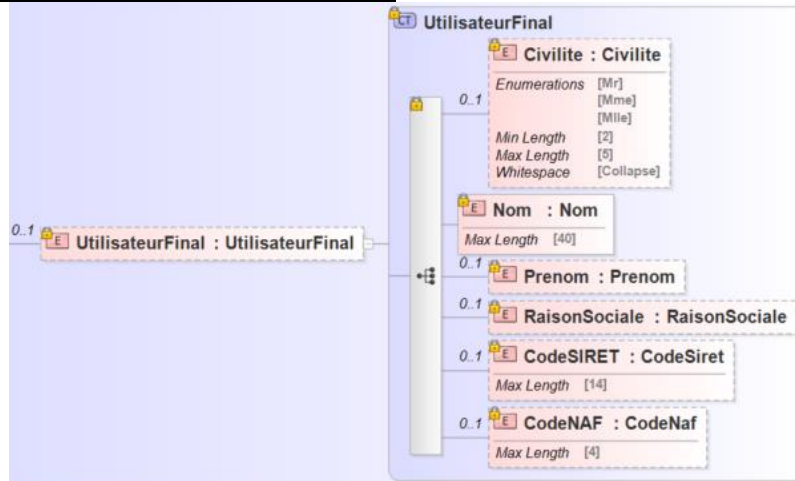 CT UtilisateurFinal
0..1 E Civilite : Civilite
Enumerations [Mr]
[Mme]
[Mlle]
Min Length [2]
Max Length [5]
Whitespace [Collapse]
E Nom : Nom
Max Length [40]
0..1 E UtilisateurFinal : UtilisateurFinal
0..1 E Prenom : Prenom
0..1 E RaisonSociale : RaisonSociale
0..1 E CodeSIRET : CodeSiret
Max Length [14]
0..1 E CodeNAF : CodeNaf
Max Length [4]